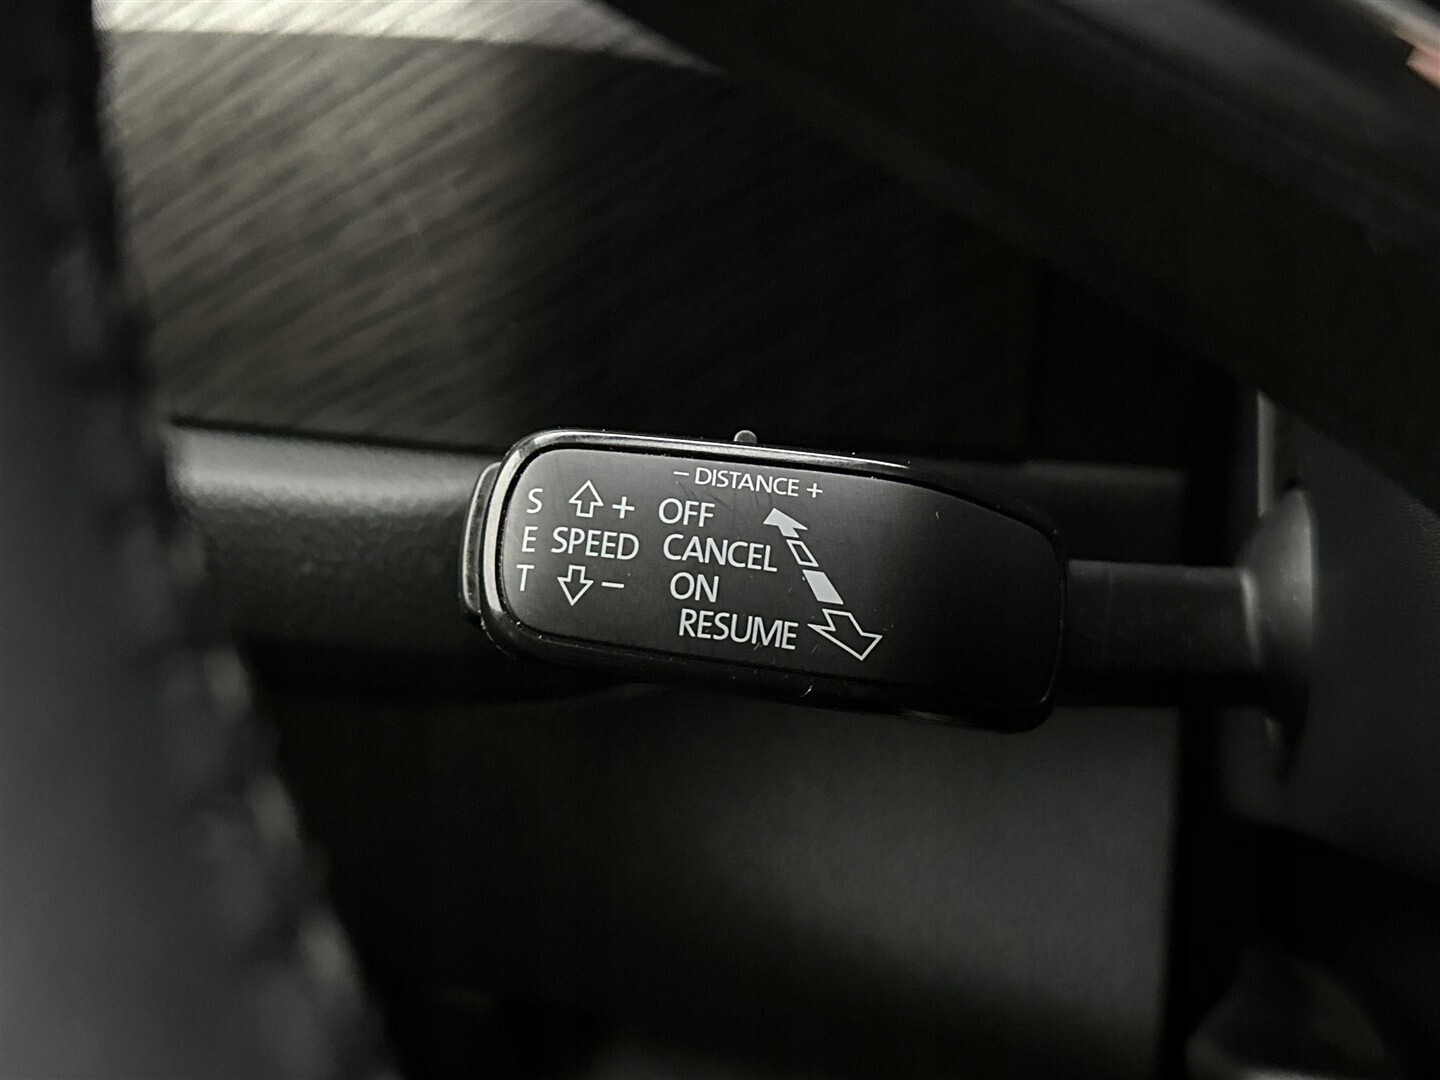 − DISTANCE +
S + OFF
E SPEED CANCEL
T − ON
RESUME